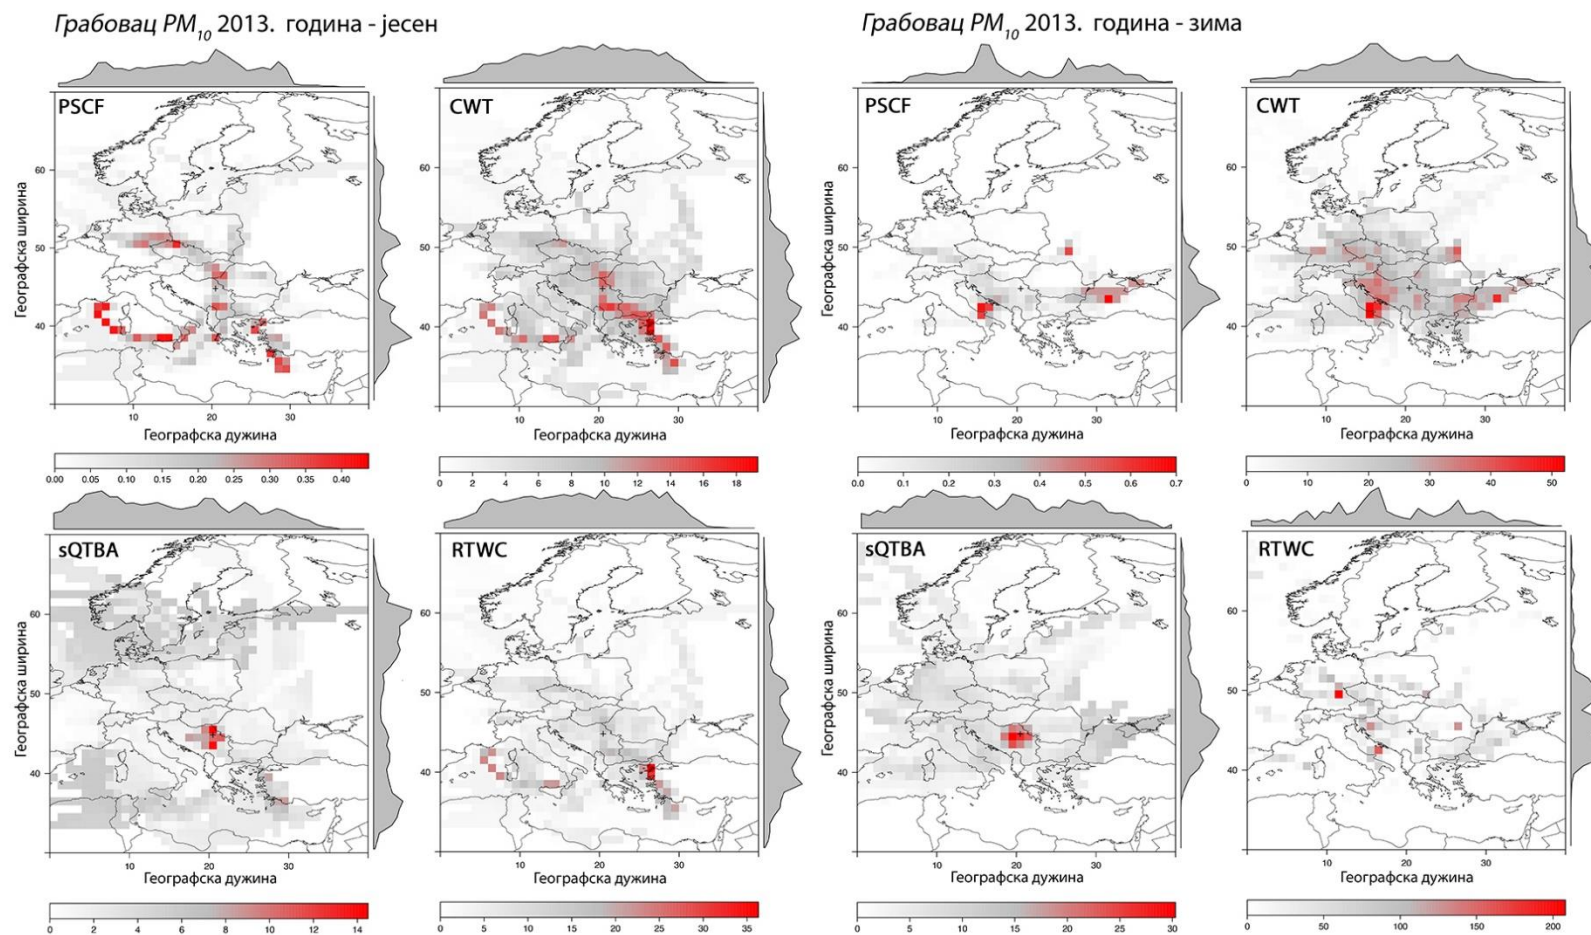 Грабовац PM10 2013. година - јесен
Грабовац PM10 2013. година - зима
PSCF
CWT
PSCF
CWT
Географска ширина
60
50
40
10 20 30
Географска дужина
60
50
40
10 20 30
Географска дужина
Географска ширина
60
50
40
10 20 30
Географска дужина
60
50
40
10 20 30
Географска дужина
0.00 0.05 0.10 0.15 0.20 0.25 0.30 0.35 0.40
0 2 4 6 8 10 12 14 16 18
0.0 0.1 0.2 0.3 0.4 0.5 0.6 0.7
0 10 20 30 40 50
sQTBA
RTWC
sQTBA
RTWC
Географска ширина
60
50
40
10 20 30
Географска дужина
60
50
40
10 20 30
Географска дужина
Географска ширина
60
50
40
10 20 30
Географска дужина
60
50
40
10 20 30
Географска дужина
0 2 4 6 8 10 12 14
0 5 10 15 20 25 30 35
0 5 10 15 20 25 30
0 50 100 150 200